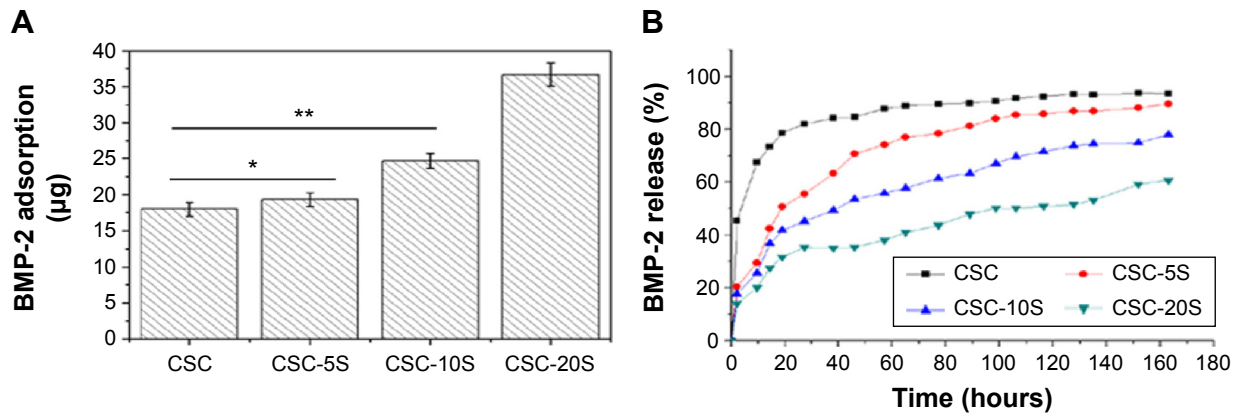 A
BMP-2 adsorption
(µg)
40
35
30
25
20
15
10
5
0
**
*
CSC
CSC-5S
CSC-10S
CSC-20S
B
BMP-2 release (%)
100
80
60
40
20
0
CSC
CSC-5S
CSC-10S
CSC-20S
0 20 40 60 80 100 120 140 160 180
Time (hours)